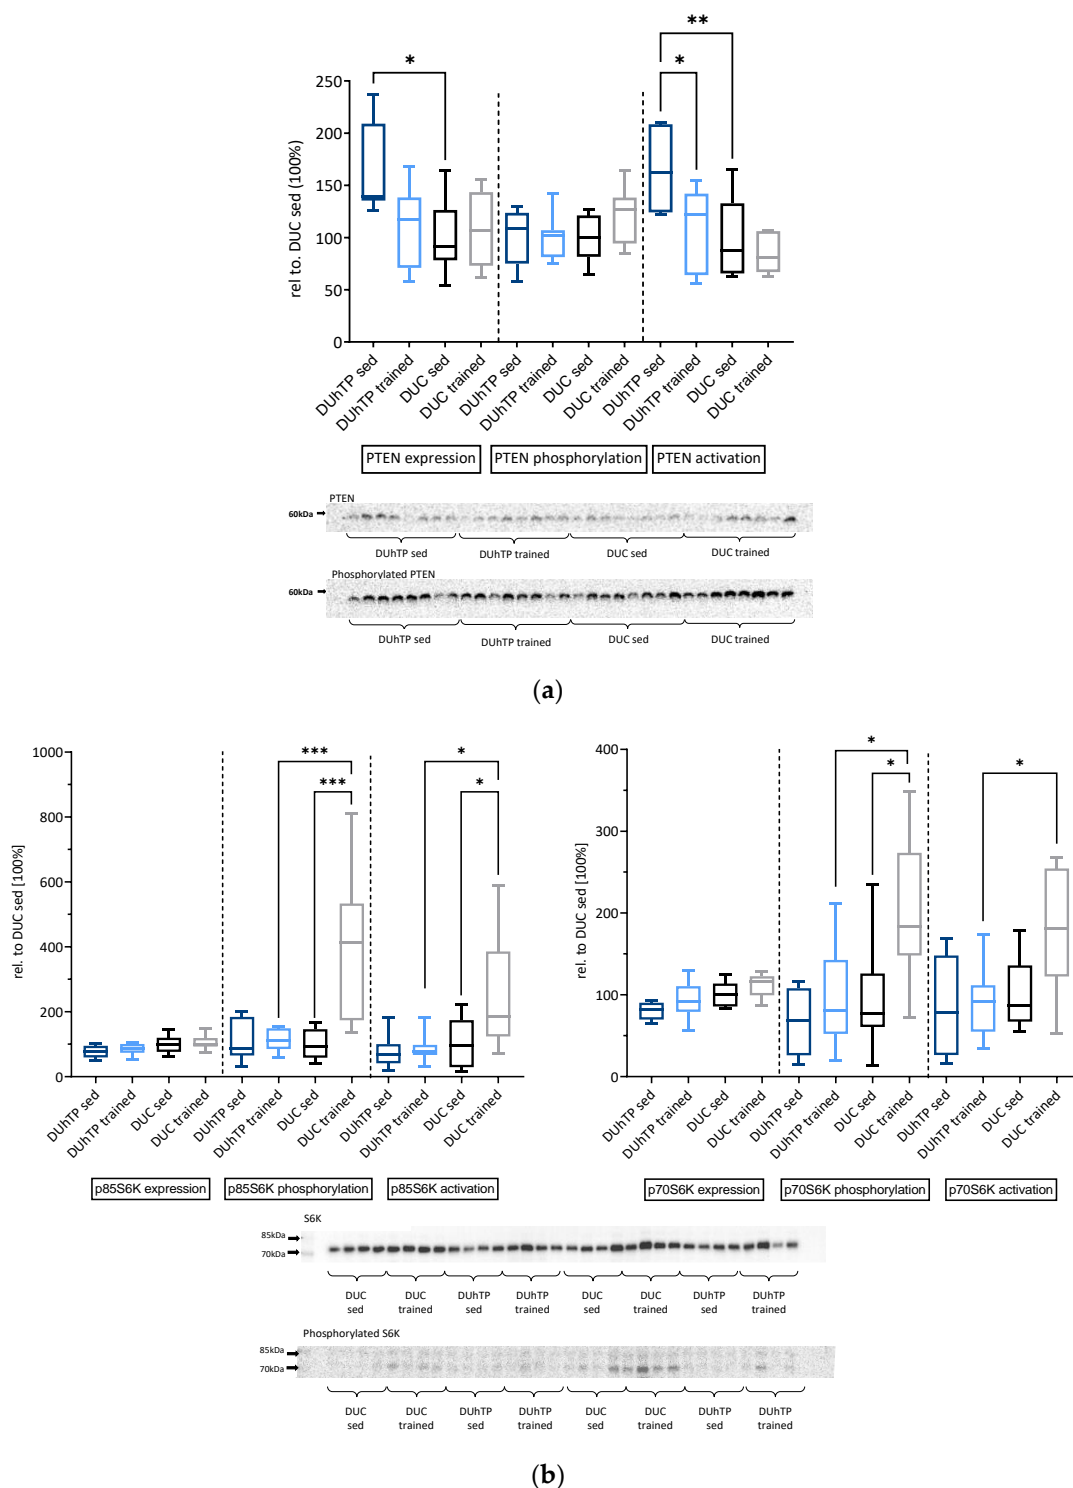 ** 
* *
250
200
150
100
50
0
rel to. DUC sed (100%)
DUhTP sed
DUhTP trained
DUC sed
DUC trained
DUhTP sed
DUhTP trained
DUC sed
DUC trained
DUhTP sed
DUhTP trained
DUC sed
DUC trained
PTEN expression PTEN phosphorylation PTEN activation
PTEN
60kDa
DUhTP sed DUhTP trained DUC sed DUC trained
Phosphorylated PTEN
60kDa
DUhTP sed DUhTP trained DUC sed DUC trained
(a)
*** *
*** *
1000
800
600
400
200
0
rel. to DUC sed [100%]
DUhTP sed
DUhTP trained
DUC sed
DUC trained
DUhTP sed
DUhTP trained
DUC sed
DUC trained
DUhTP sed
DUhTP trained
DUC sed
DUC trained
p85S6K expression p85S6K phosphorylation p85S6K activation
*
* *
400
300
200
100
0
rel. to DUC sed [100%]
DUhTP sed
DUhTP trained
DUC sed
DUC trained
DUhTP sed
DUhTP trained
DUC sed
DUC trained
DUhTP sed
DUhTP trained
DUC sed
DUC trained
p70S6K expression p70S6K phosphorylation p70S6K activation
S6K
85kDa
70kDa
DUC DUC DUhTP DUhTP DUC DUC DUhTP DUhTP
sed trained sed trained sed trained sed trained
Phosphorylated S6K
85kDa
70kDa
DUC DUC DUhTP DUhTP DUC DUC DUhTP DUhTP
sed trained sed trained sed trained sed trained
(b)